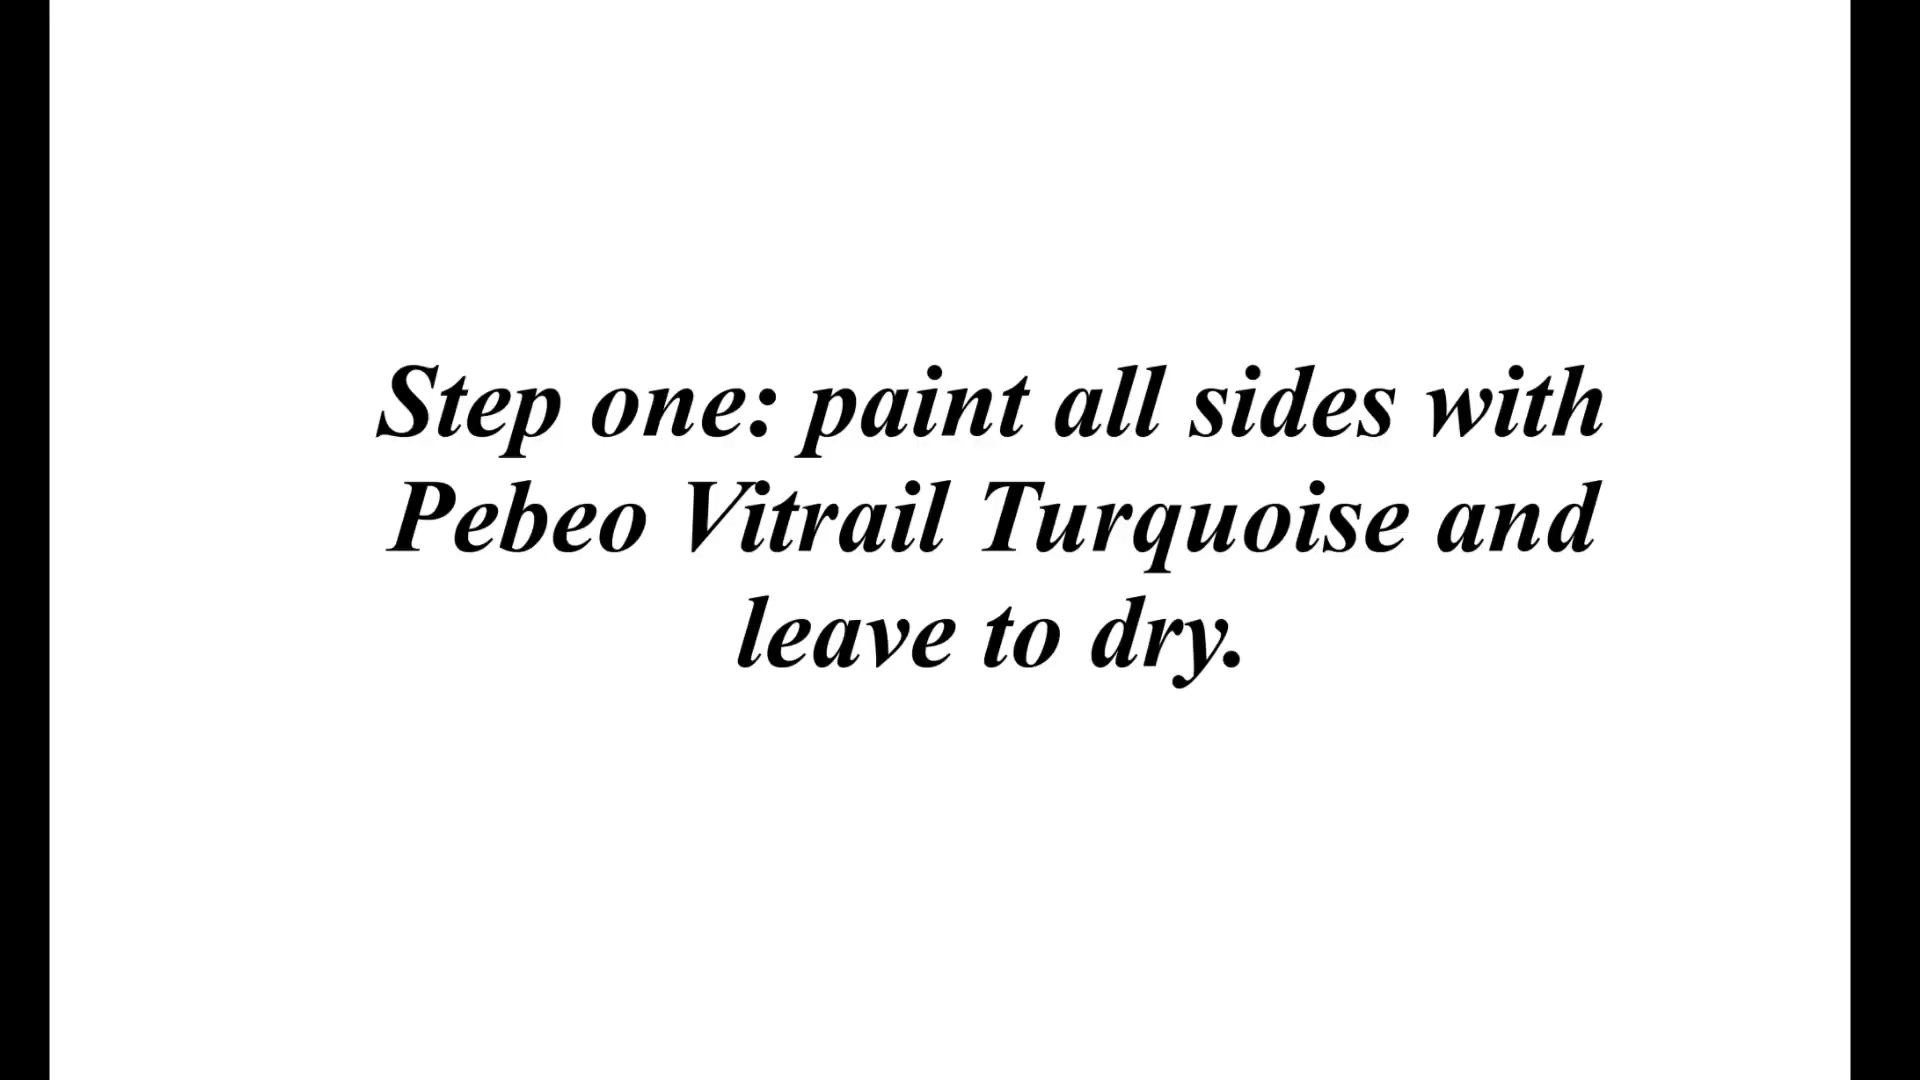 Step one: paint all sides with
Pebeo Vitrail Turquoise and
leave to dry.